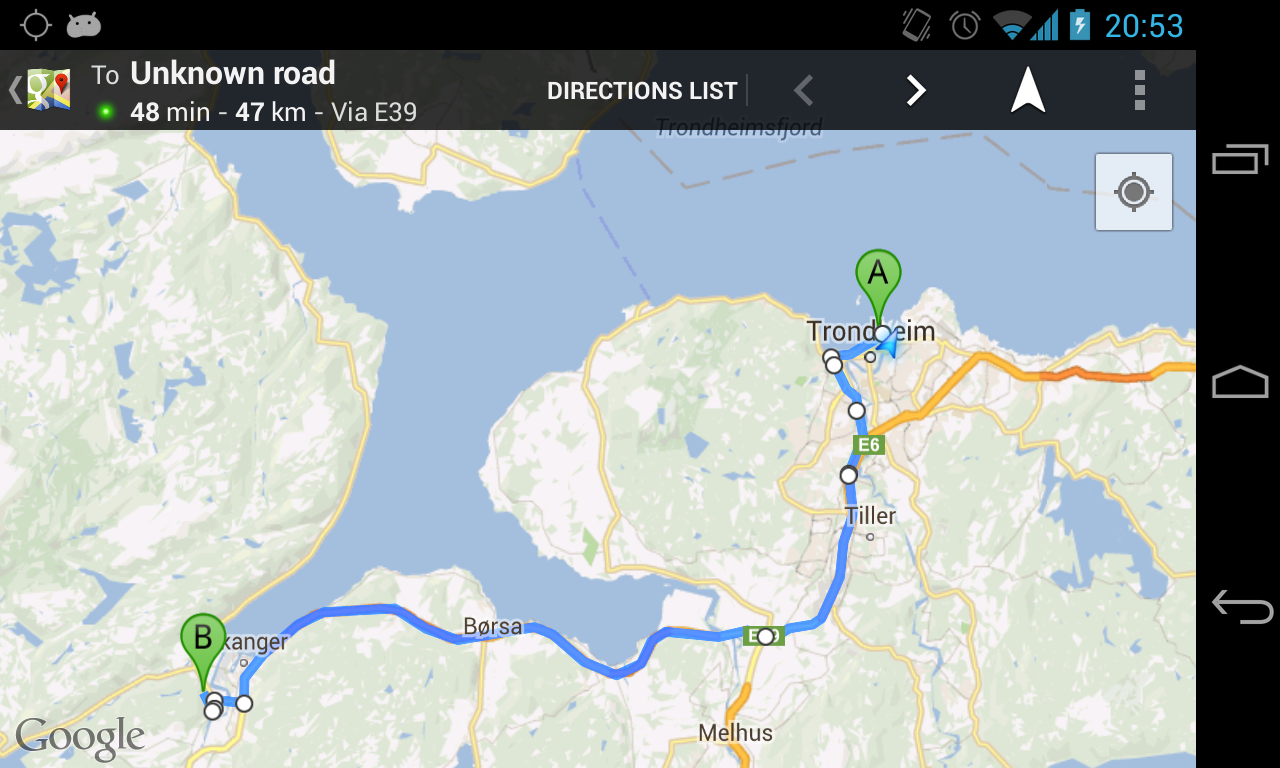 20:53
To Unknown road
48 min - 47 km - Via E39
DIRECTIONS LIST
Trondheimsfjord
A
E6
Tiller
B
Børsa
Melhus
Google